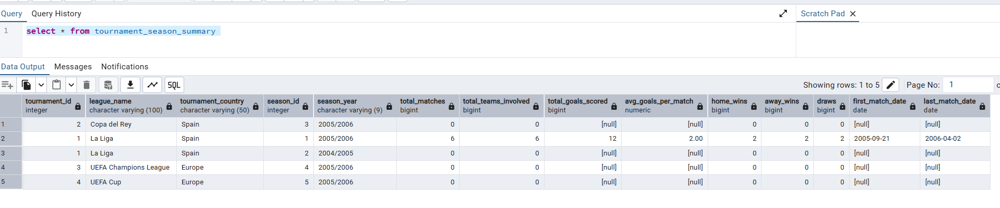 Query Query History Scratch Pad
1 select * from tournament_season_summary
Data Output Messages Notifications
SQL Showing rows: 1 to 5 Page No: 1
tournament_id league_name tournament_country season_id season_year total_matches total_teams_involved total_goals_scored avg_goals_per_match home_wins away_wins draws first_match_date last_match_date
integer character varying (100) character varying (50) integer character varying (9) bigint bigint bigint numeric bigint bigint bigint date date
1 2 Copa del Rey Spain 3 2005/2006 0 0 [null] [null] 0 0 0 [null] [null]
2 1 La Liga Spain 1 2005/2006 6 6 12 2.00 2 2 2 2005-09-21 2006-04-02
3 1 La Liga Spain 2 2004/2005 0 0 [null] [null] 0 0 0 [null] [null]
4 3 UEFA Champions League Europe 4 2005/2006 0 0 [null] [null] 0 0 0 [null] [null]
5 4 UEFA Cup Europe 5 2005/2006 0 0 [null] [null] 0 0 0 [null] [null]